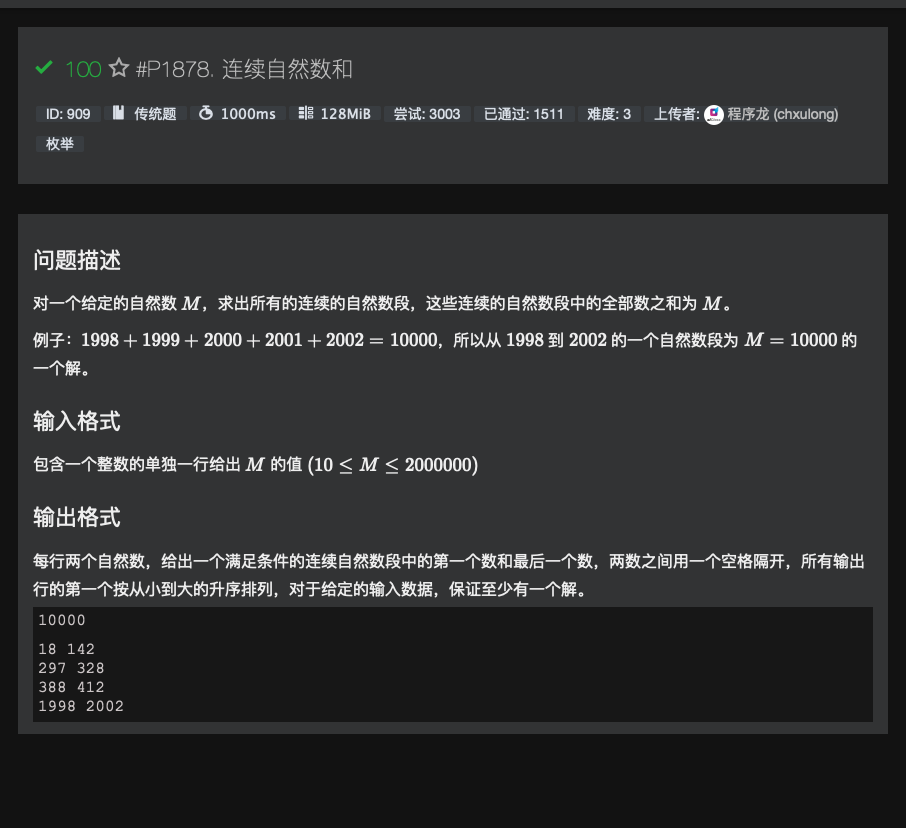 100 #P1878. 连续自然数和
ID: 909 传统题 1000ms 128MiB 尝试: 3003 已通过: 1511 难度: 3 上传者: 程序龙 (chxulong)
枚举
问题描述
对一个给定的自然数 M，求出所有的连续的自然数段，这些连续的自然数段中的全部数之和为 M。
例子：1998 + 1999 + 2000 + 2001 + 2002 = 10000，所以从 1998 到 2002 的一个自然数段为 M = 10000 的
一个解。
输入格式
包含一个整数的单独一行给出 M 的值 (10 ≤ M ≤ 2000000)
输出格式
每行两个自然数，给出一个满足条件的连续自然数段中的第一个数和最后一个数，两数之间用一个空格隔开，所有输出
行的第一个按从小到大的升序排列，对于给定的输入数据，保证至少有一个解。
10000
18 142
297 328
388 412
1998 2002